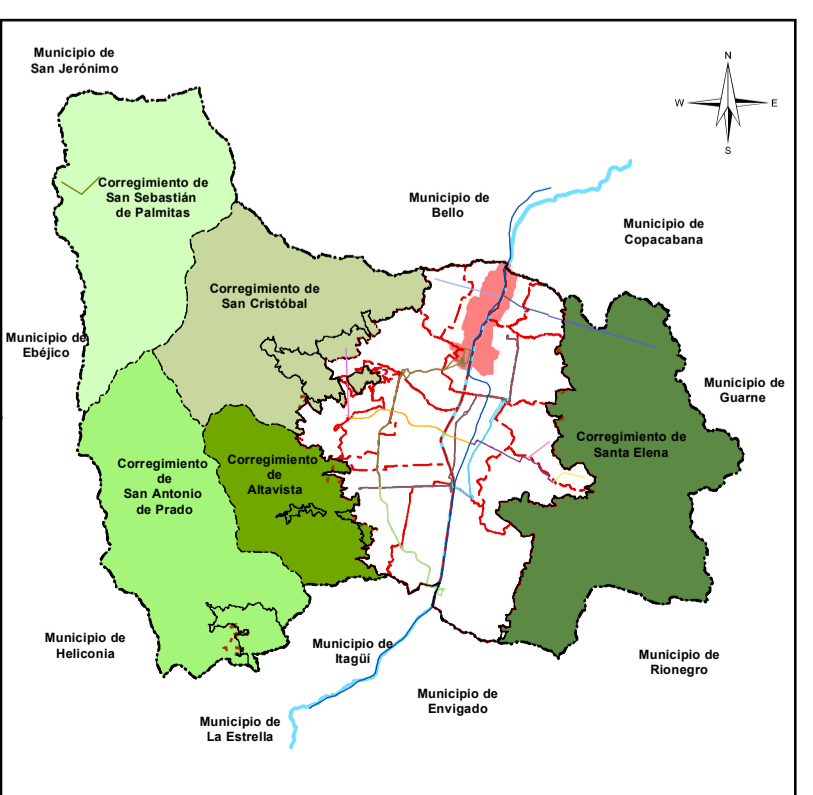 Municipio de
San Jerónimo
N
W
E
S
Corregimiento de
San Sebastián
de Palmitas
Municipio de
Bello
Municipio de
Copacabana
Corregimiento de
San Cristóbal
Municipio de
Ebéjico
Municipio de
Guarne
Corregimiento de
Santa Elena
Corregimiento
de
San Antonio
de Prado
Corregimiento
de
Altavista
Municipio de
Heliconia
Municipio de
Itagüí
Municipio de
Rionegro
Municipio de
Envigado
Municipio de
La Estrella